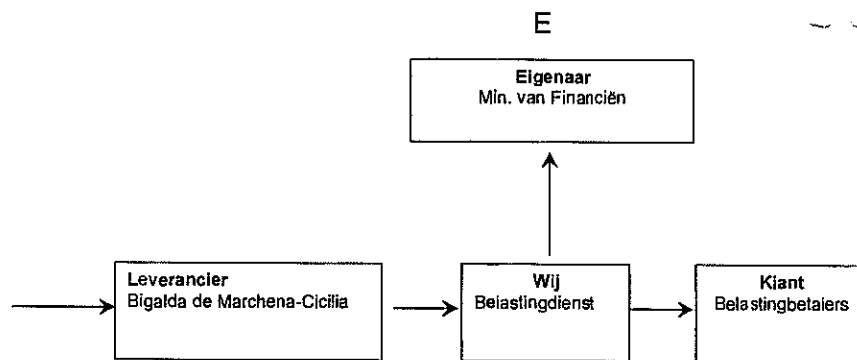 E
Eigenaar
Min. van Financiën
Leverancier
Bigalda de Marchena-Cicilia
Wij
Belastingdienst
Klant
Belastingbetalers